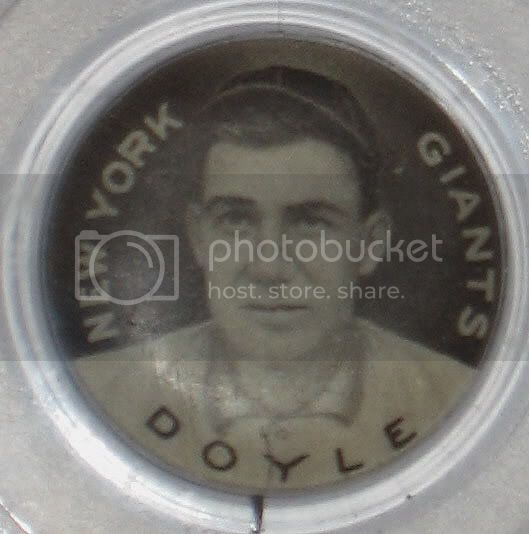 NEW YORK
GIANTS
DOYLE
photobucket
host. store. share.